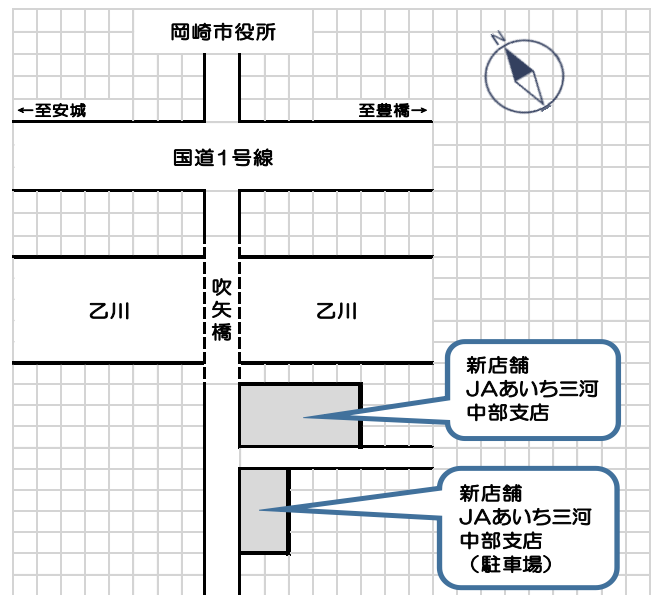 岡崎市役所
N
←至安城
至豊橋→
国道1号線
乙川
吹矢橋
乙川
新店舗
JAあいち三河
中部支店
新店舗
JAあいち三河
中部支店
（駐車場）